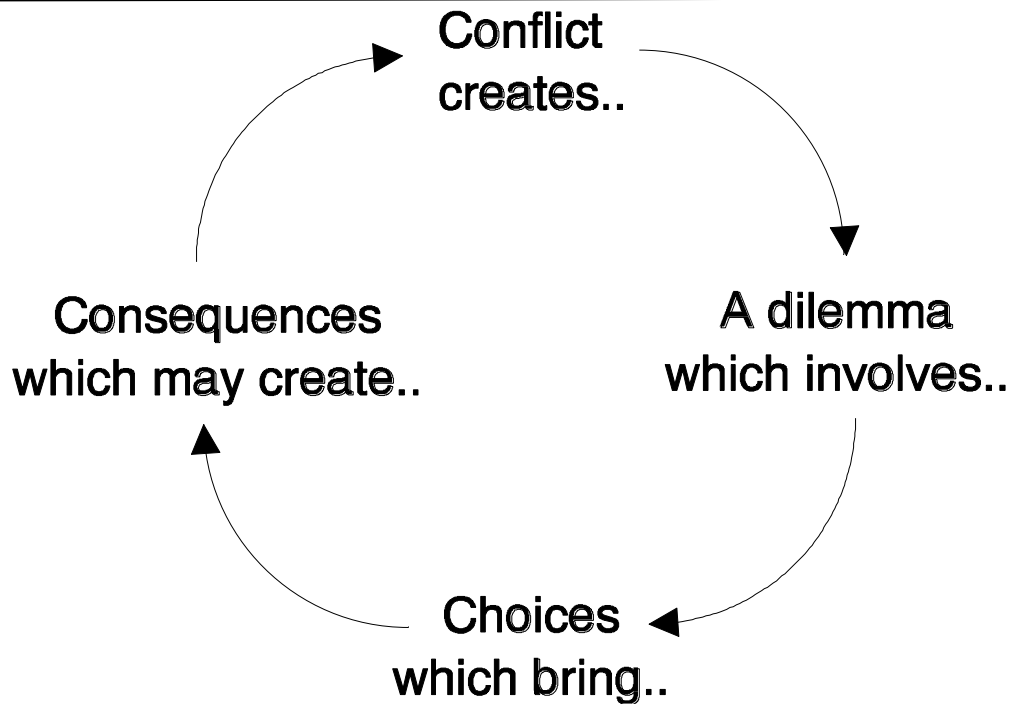 Conflict
creates..
A dilemma
which involves..
Choices
which bring..
Consequences
which may create..